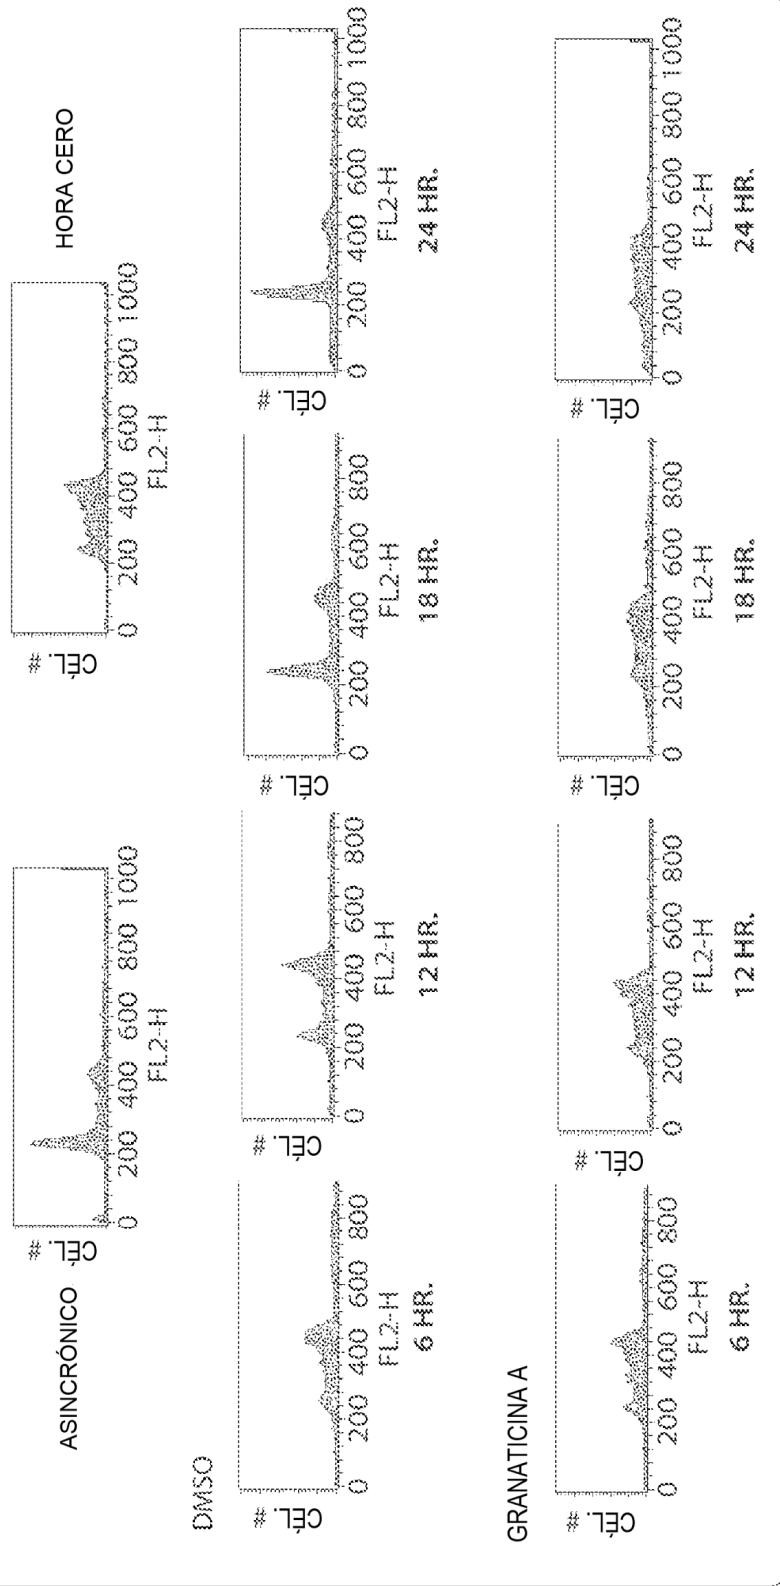 ASINCRÓNICO
CÉL. #
0 200 400 600 800 1000
FL2-H
HORA CERO
CÉL. #
0 200 400 600 800 1000
FL2-H
DMSO
CÉL. #
0 200 400 600 800
FL2-H
6 HR.
CÉL. #
0 200 400 600 800
FL2-H
12 HR.
CÉL. #
0 200 400 600 800
FL2-H
18 HR.
CÉL. #
0 200 400 600 800 1000
FL2-H
24 HR.
GRANATICINA A
CÉL. #
0 200 400 600 800
FL2-H
6 HR.
CÉL. #
0 200 400 600 800
FL2-H
12 HR.
CÉL. #
0 200 400 600 800
FL2-H
18 HR.
CÉL. #
0 200 400 600 800 1000
FL2-H
24 HR.